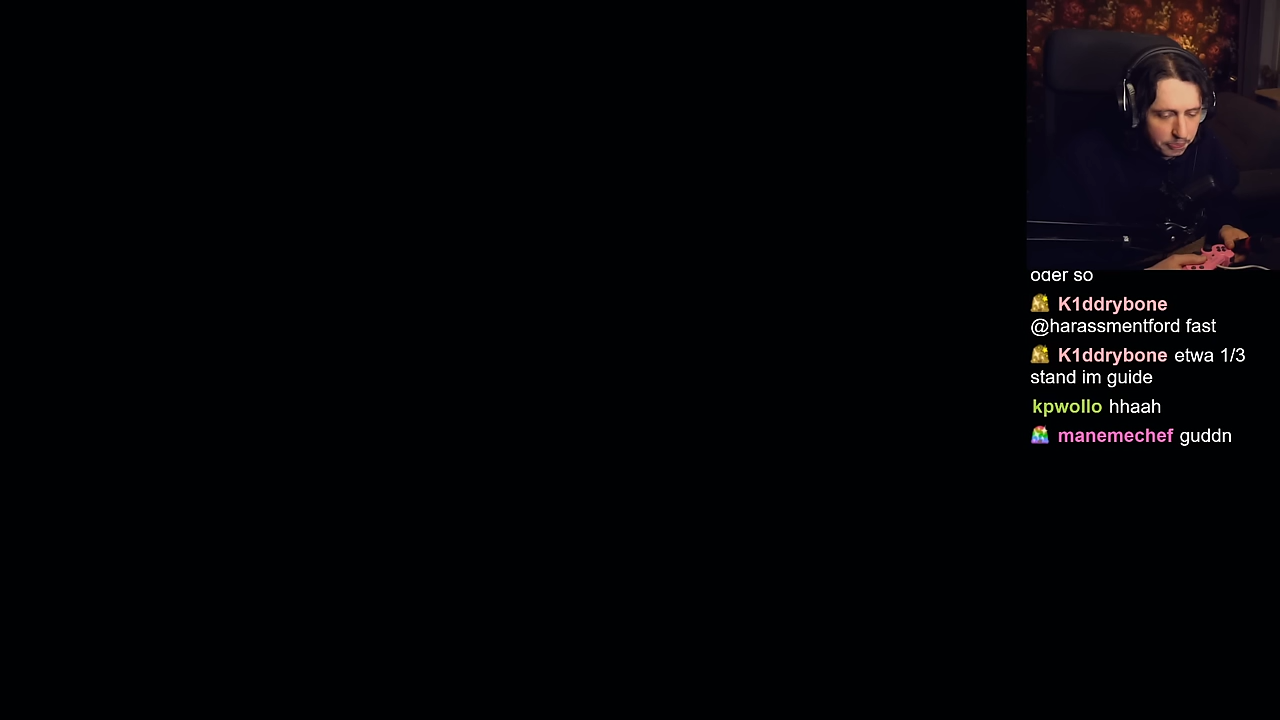 oder so
K1ddrybone
@harassmentford fast
K1ddrybone etwa 1/3
stand im guide
kpwollo hhaah
manemechef guddn